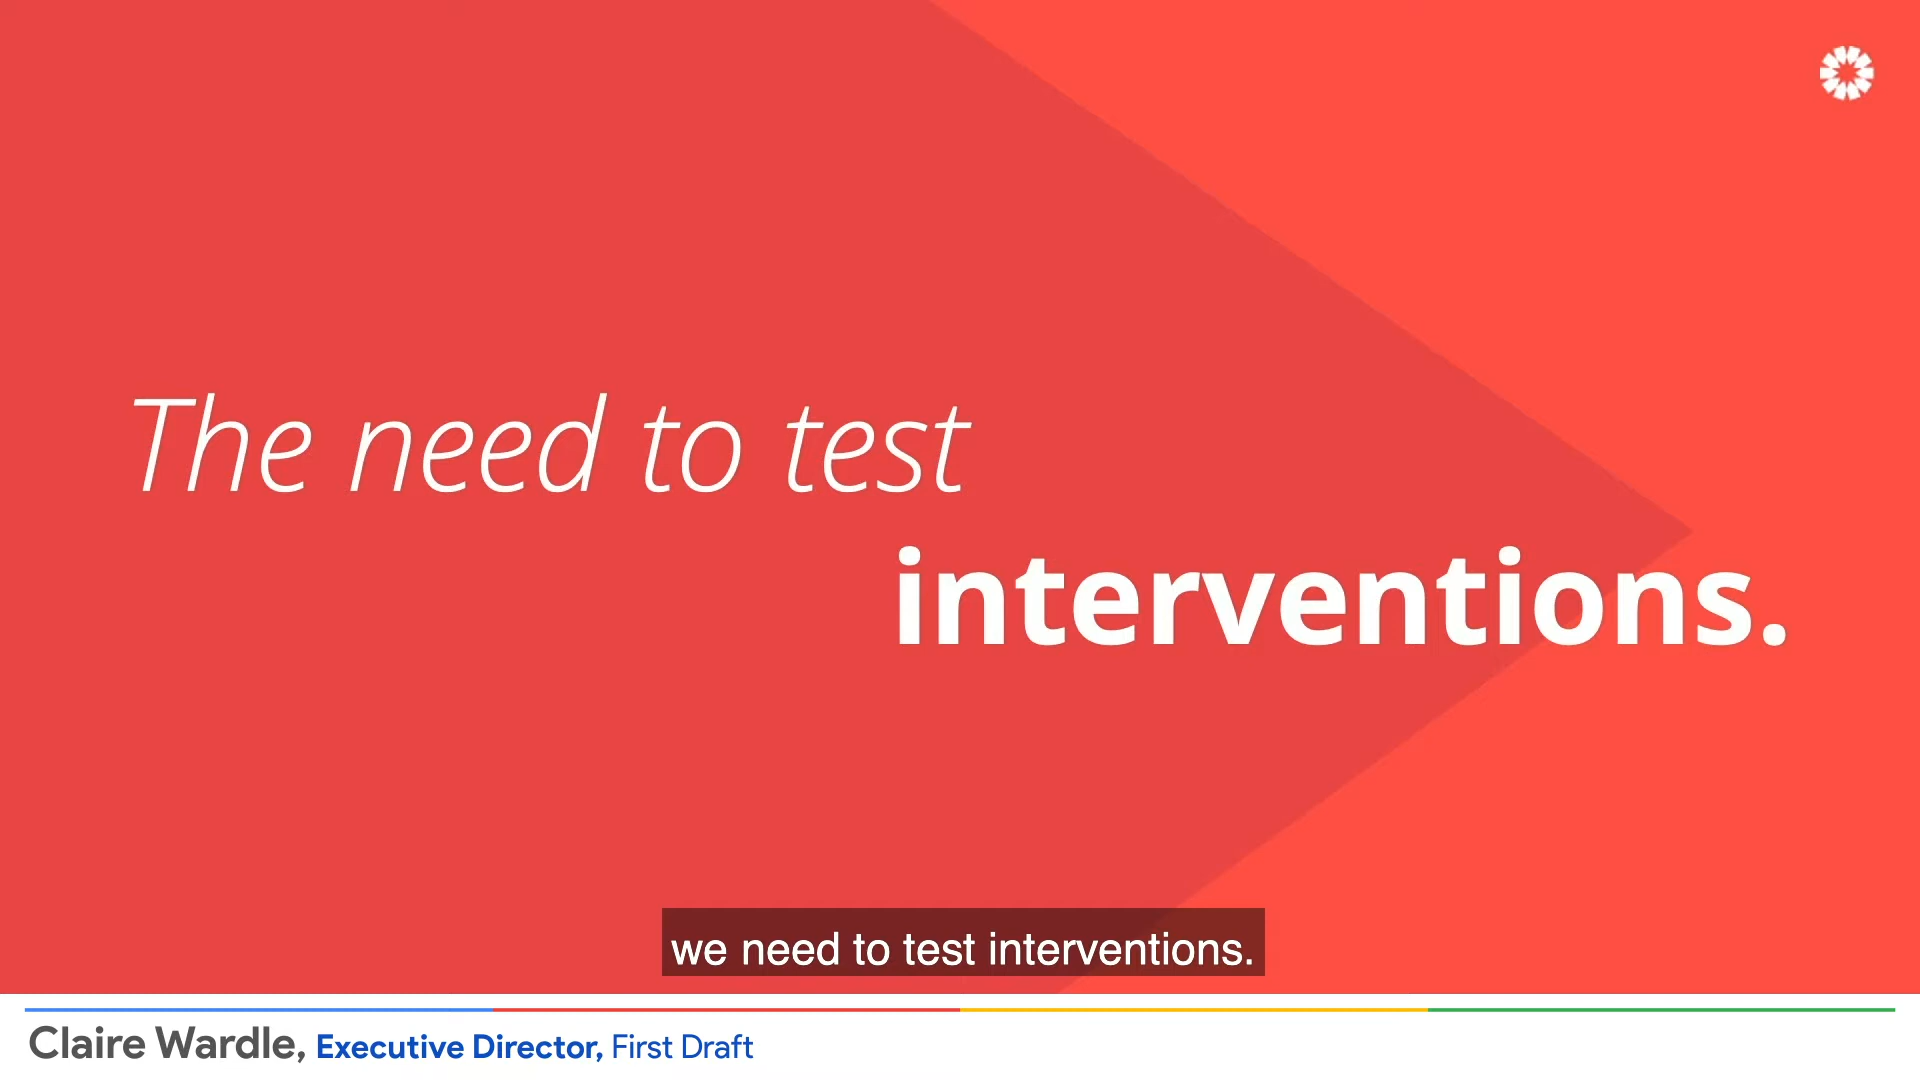 The need to test
interventions.
we need to test interventions.
Claire Wardle, Executive Director, First Draft